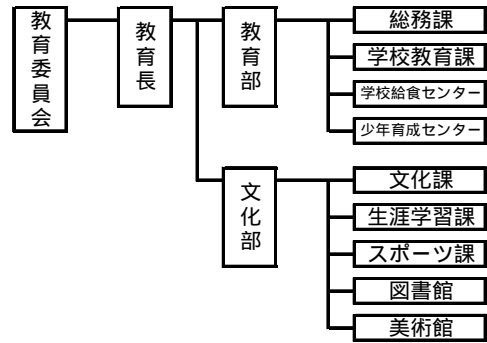 教育委員会
教育長
教育部
総務課
学校教育課
学校給食センター
少年育成センター
文化部
文化課
生涯学習課
スポーツ課
図書館
美術館